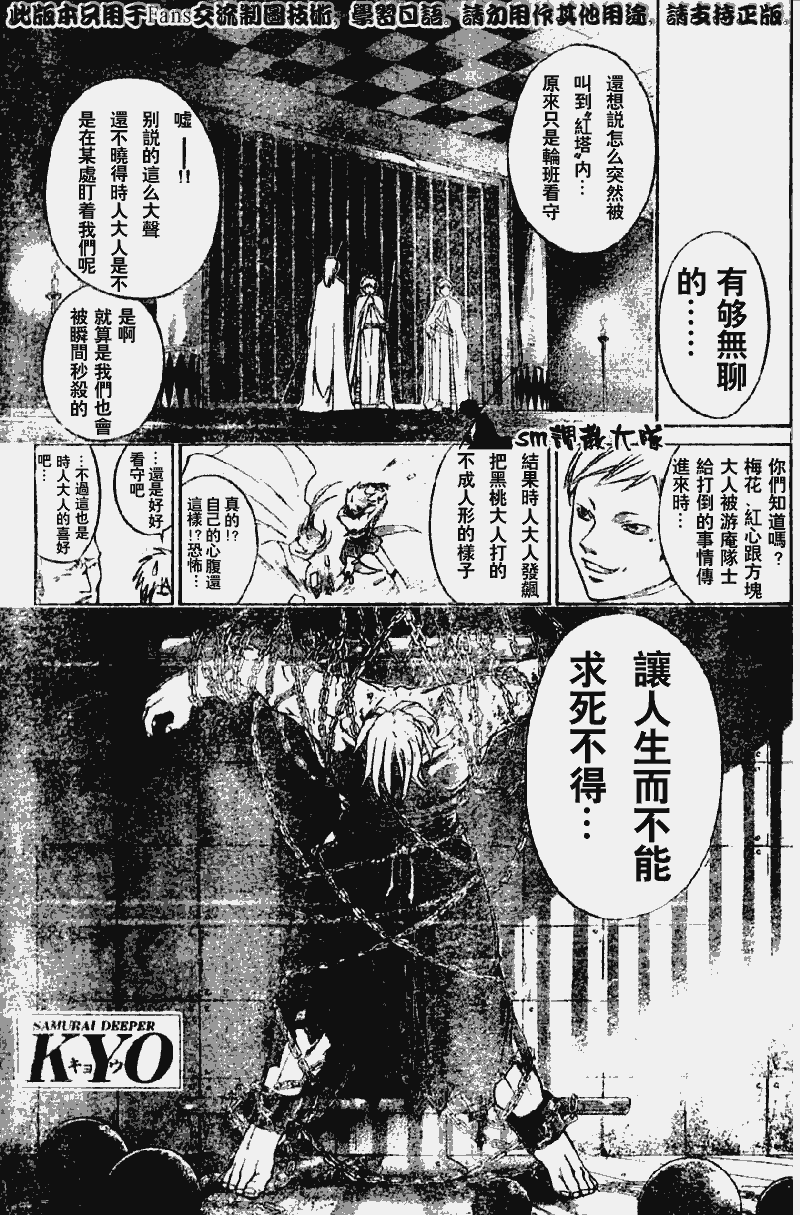 此版本只用于Fans交流制圖技術,學習口語,請勿用作其他用途,請支持正版。
有够無聊
的……
還想說怎么突然被
叫到“紅塔”内…
原來只是輪班看守
噓——!!
别説的這么大聲
還不曉得時人大人是不
是在某處盯着我們呢
是啊
就算是我們也會
被瞬間秒殺的
sm調教大隊
你們知道嗎?
梅花、紅心跟方塊
大人被游庵隊士
給打倒的事情傳
進來時…
結果時人大人發飆
把黑桃大人打的
不成人形的樣子
真的!?
自己的心腹還
這樣!?恐怖…
…還是好好
看守吧
…不過這也是
時人大人的喜好
吧…
讓人生而不能
求死不得…
SAMURAI DEEPER
KYO
キョウ